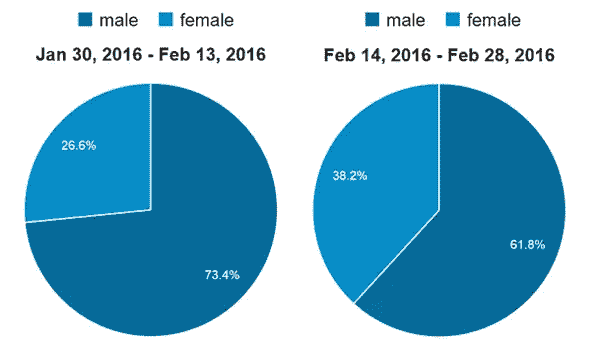 male female
Jan 30, 2016 - Feb 13, 2016
26.6%
73.4%
male female
Feb 14, 2016 - Feb 28, 2016
38.2%
61.8%